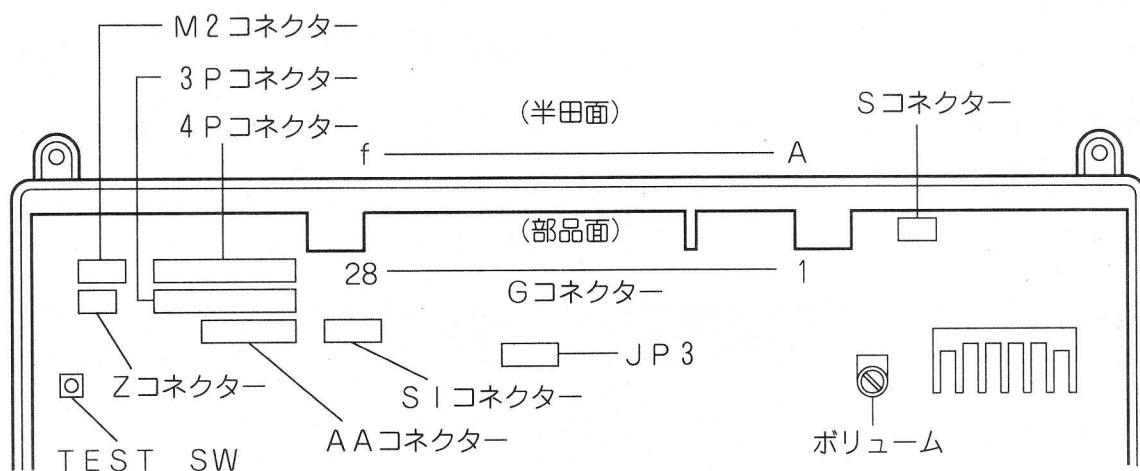 M2コネクター
3Pコネクター
4Pコネクター
(半田面)
Sコネクター
f
A
(部品面)
28
1
Gコネクター
JP3
Zコネクター
SIコネクター
AAコネクター
ボリューム
TEST SW